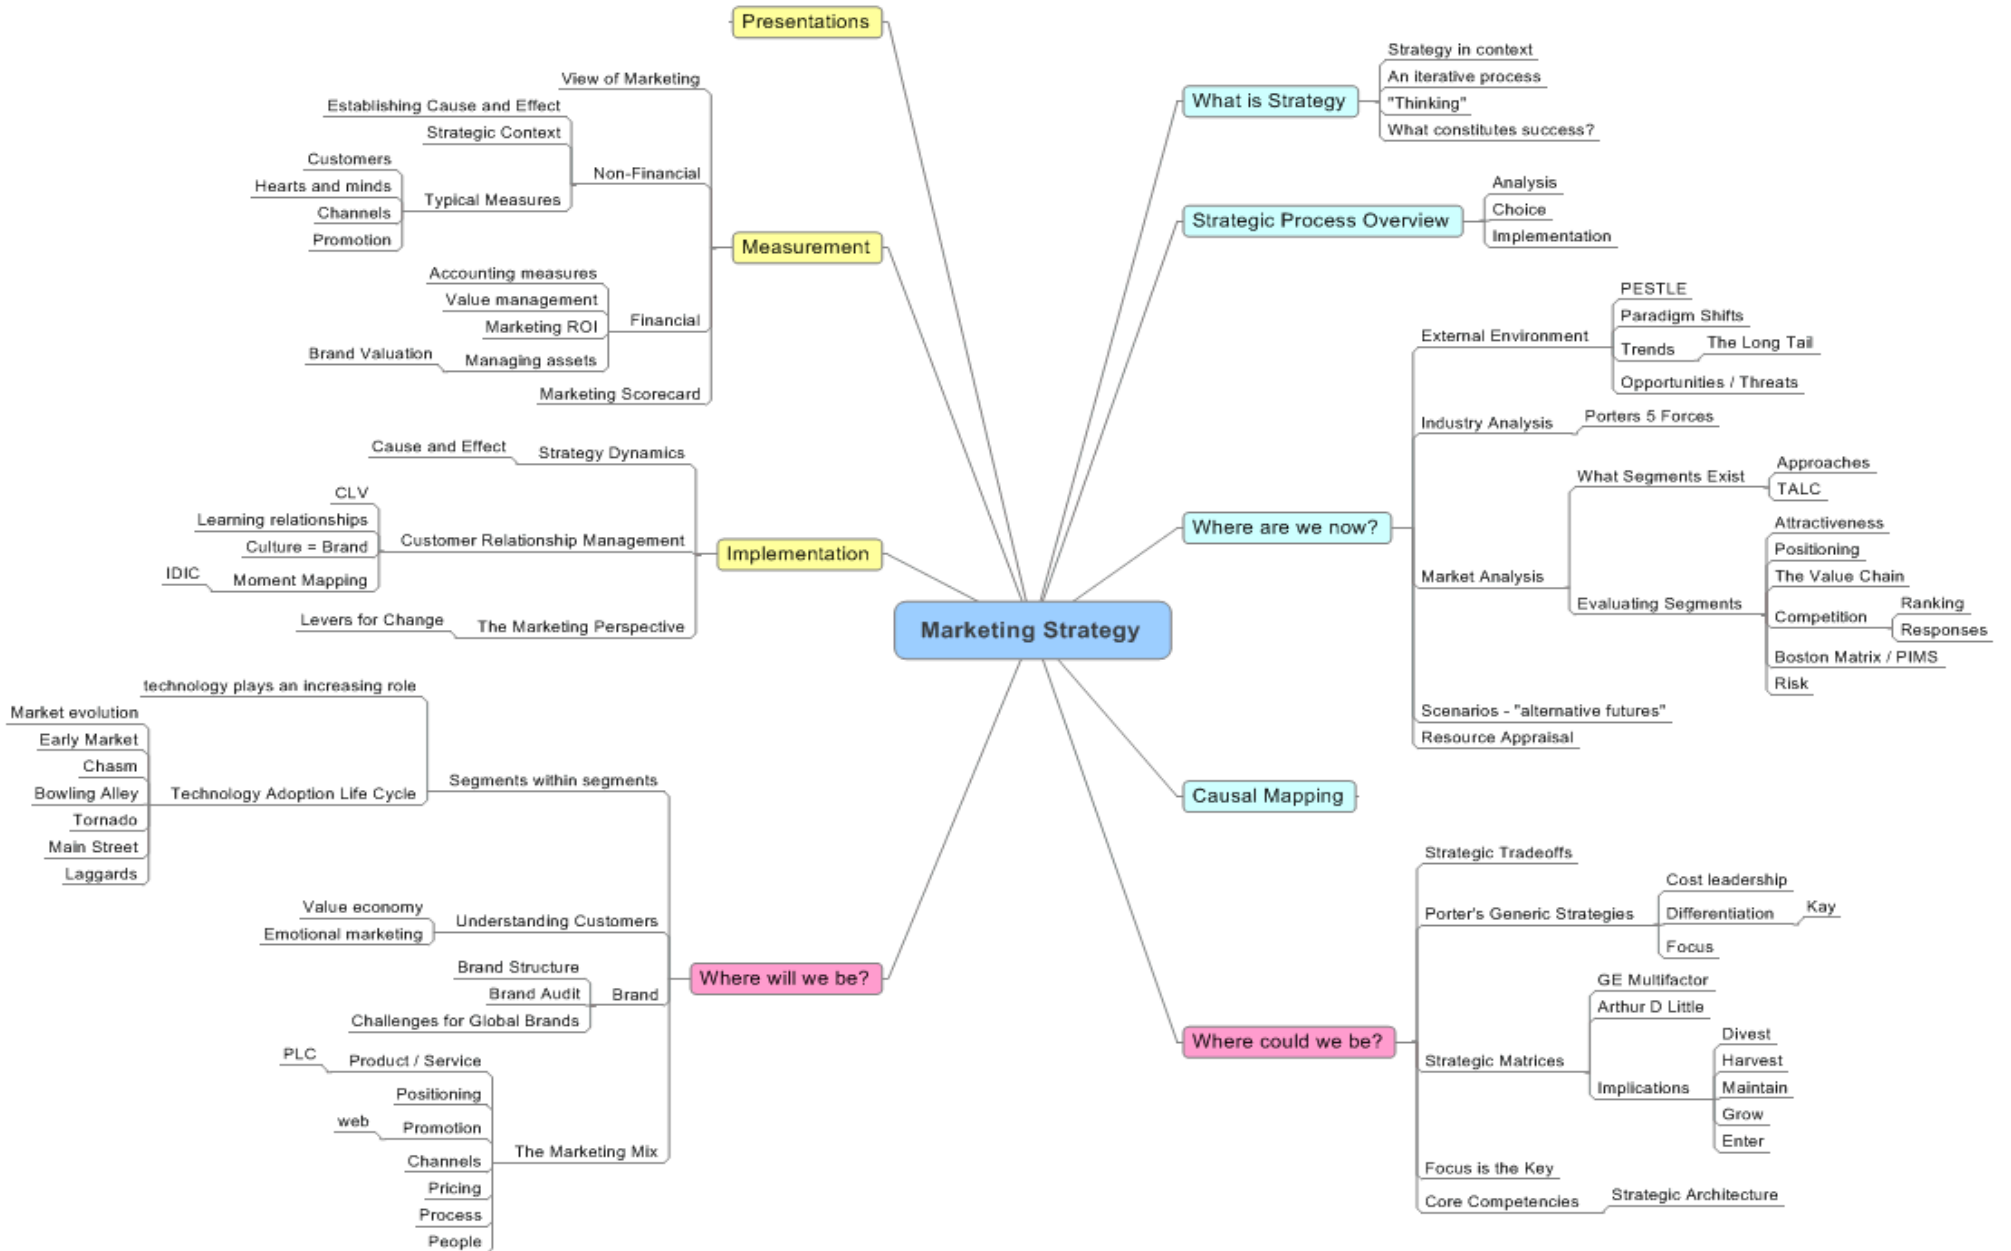 Presentations
View of Marketing
Establishing Cause and Effect
Strategic Context
Customers
Hearts and minds
Channels
Promotion
Typical Measures
Non-Financial
Measurement
Accounting measures
Value management
Marketing ROI
Brand Valuation
Managing assets
Financial
Marketing Scorecard
Cause and Effect
Strategy Dynamics
CLV
Learning relationships
Culture = Brand
IDIC
Moment Mapping
Customer Relationship Management
Implementation
Levers for Change
The Marketing Perspective
technology plays an increasing role
Market evolution
Early Market
Chasm
Bowling Alley
Tornado
Main Street
Laggards
Technology Adoption Life Cycle
Segments within segments
Value economy
Emotional marketing
Understanding Customers
Where will we be?
Brand Structure
Brand Audit
Challenges for Global Brands
Brand
PLC
Product / Service
Positioning
web
Promotion
Channels
Pricing
Process
People
The Marketing Mix
Marketing Strategy
What is Strategy
Strategy in context
An iterative process
"Thinking"
What constitutes success?
Strategic Process Overview
Analysis
Choice
Implementation
Where are we now?
External Environment
PESTLE
Paradigm Shifts
Trends
The Long Tail
Opportunities / Threats
Industry Analysis
Porters 5 Forces
Market Analysis
What Segments Exist
Approaches
TALC
Evaluating Segments
Attractiveness
Positioning
The Value Chain
Competition
Ranking
Responses
Boston Matrix / PIMS
Risk
Scenarios - "alternative futures"
Resource Appraisal
Causal Mapping
Where could we be?
Strategic Tradeoffs
Porter's Generic Strategies
Cost leadership
Differentiation
Kay
Focus
Strategic Matrices
GE Multifactor
Arthur D Little
Implications
Divest
Harvest
Maintain
Grow
Enter
Focus is the Key
Core Competencies
Strategic Architecture